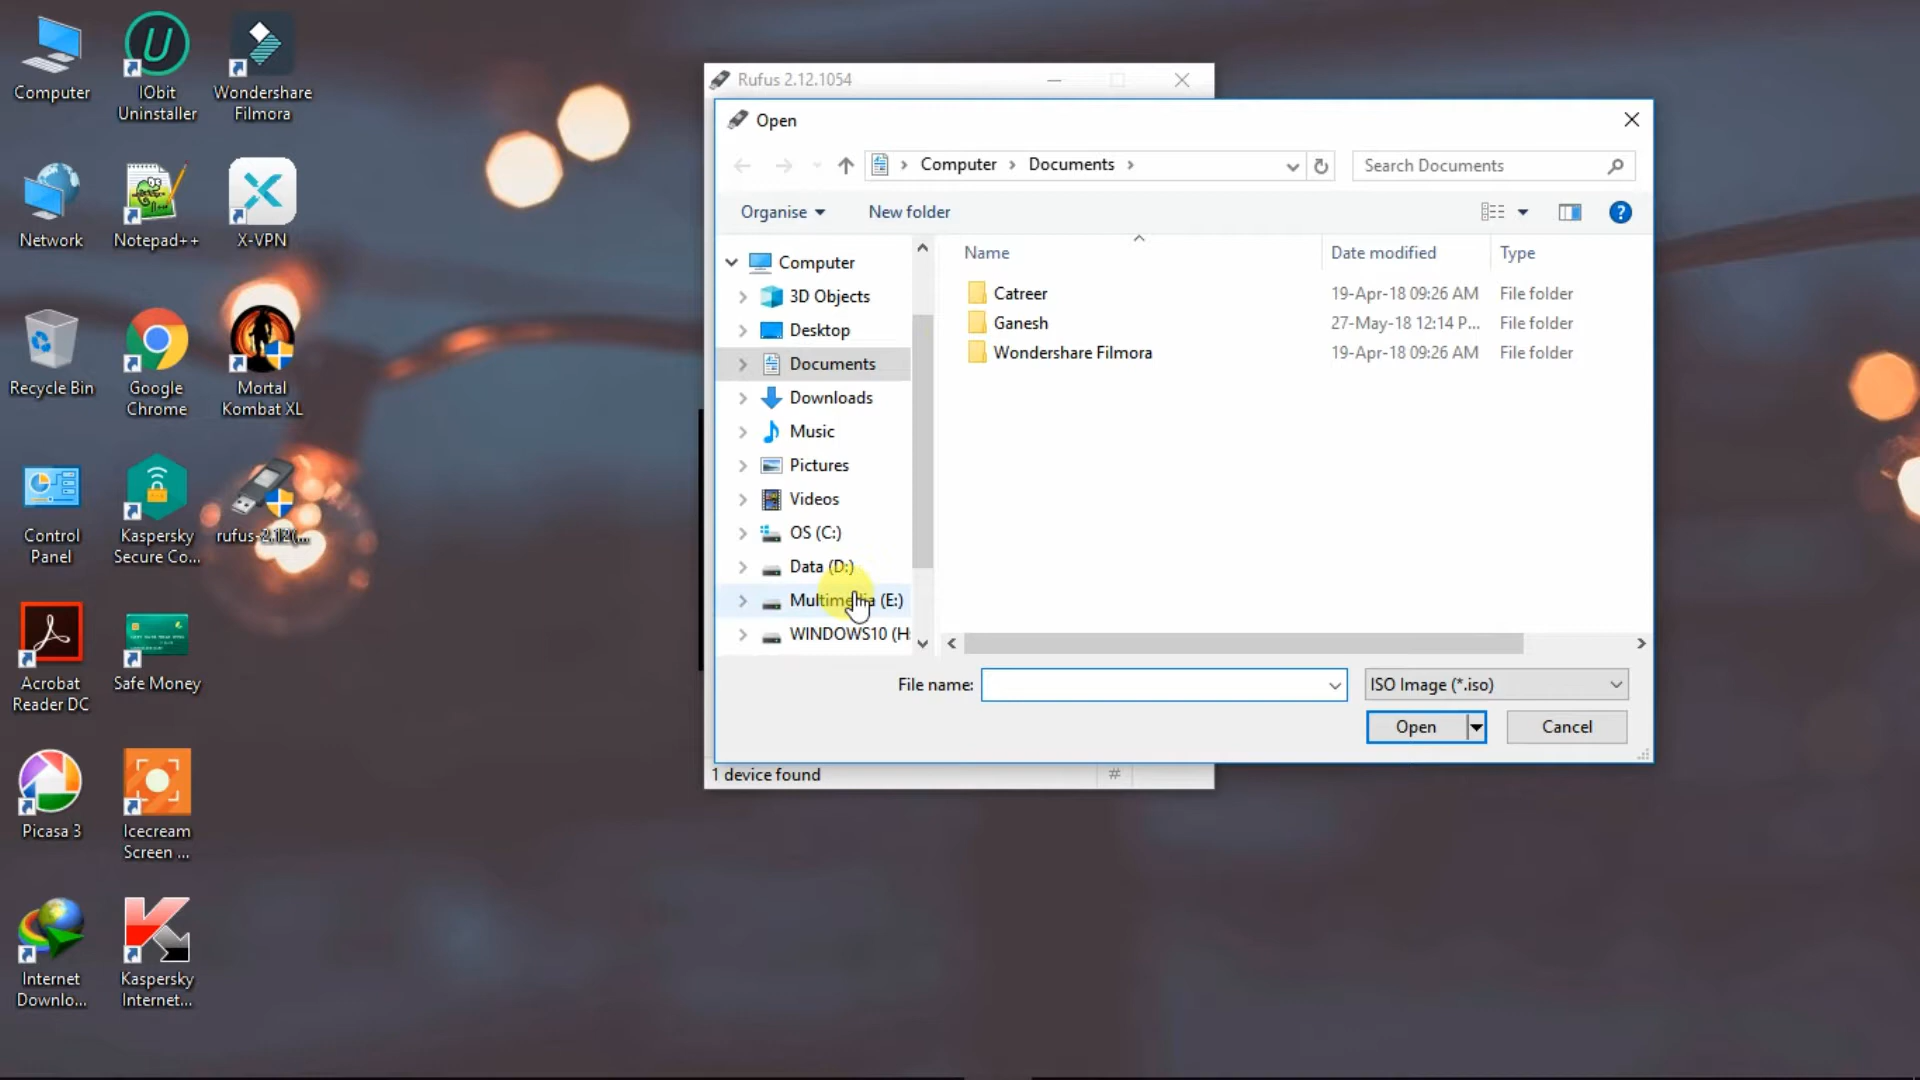 Computer
IObit
Uninstaller
Wondershare
Filmora
Network
Notepad++
X-VPN
Recycle Bin
Google
Chrome
Mortal
Kombat XL
Control
Panel
Kaspersky
Secure Co...
rufus-2.12(...
Acrobat
Reader DC
Safe Money
Picasa 3
Icecream
Screen ...
Internet
Downlo...
Kaspersky
Internet...
Rufus 2.12.1054
Open
Computer
Documents
Search Documents
Organise
New folder
Computer
3D Objects
Desktop
Documents
Downloads
Music
Pictures
Videos
OS (C:)
Data (D:)
Multimedia (E:)
WINDOWS10 (H:
Name Date modified Type
Catreer 19-Apr-18 09:26 AM File folder
Ganesh 27-May-18 12:14 P... File folder
Wondershare Filmora 19-Apr-18 09:26 AM File folder
File name:
ISO Image (*.iso)
Open
Cancel
1 device found
#